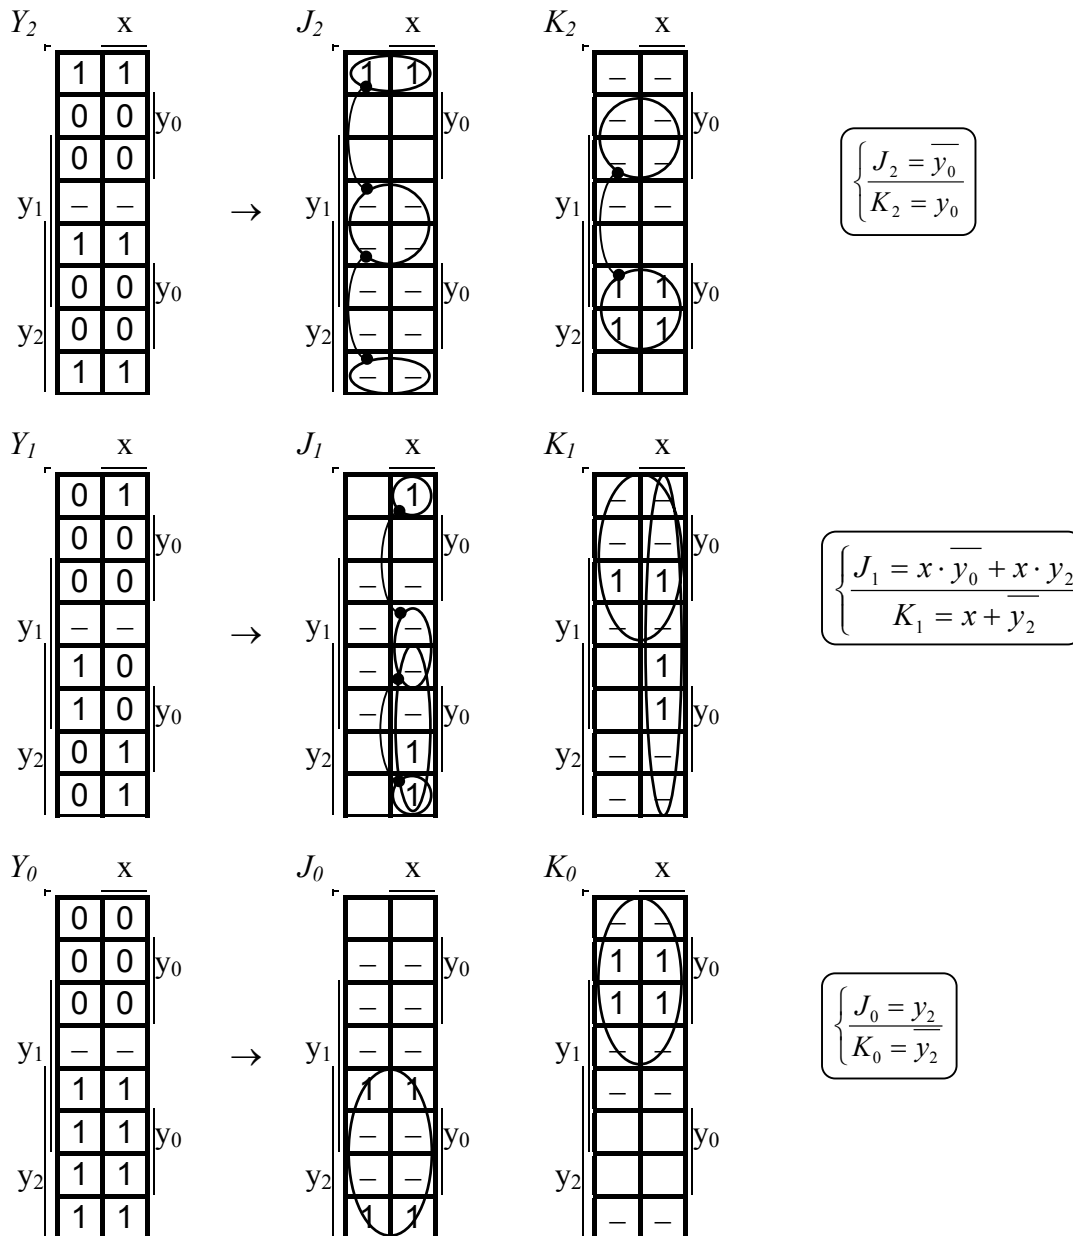 Y₂ x J₂ x K₂ x
1 1 1 1 – –
0 0 y₀ y₀ – – y₀
0 0 – –
J₂ = y̅₀
K₂ = y₀
y₁ – – → y₁ – – y₁ – –
1 1 – –
0 0 y₀ – – y₀ 1 1 y₀
y₂ 0 0 y₂ – – y₂ 1 1
1 1 – –
Y₁ x J₁ x K₁ x
0 1 1 – –
0 0 y₀ y₀ – – y₀
0 0 – – 1 1
J₁ = x · y̅₀ + x · y₂
K₁ = x + y̅₂
y₁ – – → y₁ – – y₁ – –
1 0 – 1
1 0 y₀ – – y₀ 1 y₀
y₂ 0 1 y₂ 1 y₂ – –
0 1 1 – –
Y₀ x J₀ x K₀ x
0 0 – –
0 0 y₀ – – y₀ 1 1 y₀
0 0 – – 1 1
J₀ = y₂
K₀ = y̅₂
y₁ – – → y₁ y₁ – –
1 1 1 1 – –
1 1 y₀ – – y₀ y₀
y₂ 1 1 y₂ – – y₂
1 1 1 1 – –